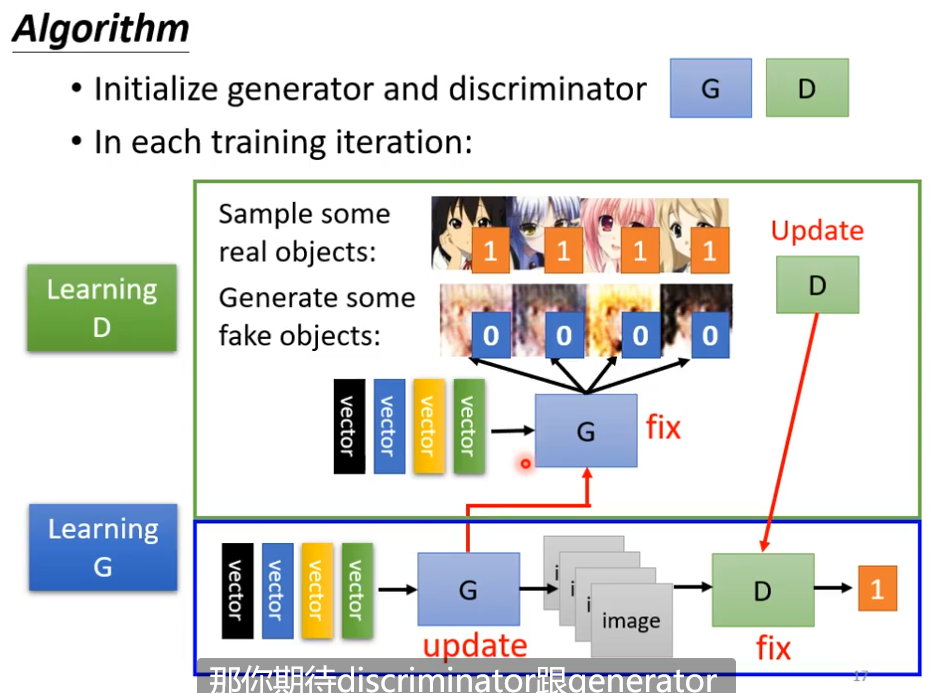 Algorithm
• Initialize generator and discriminator
G
D
• In each training iteration:
Sample some
real objects:
1
1
1
1
Update
D
Learning
D
Generate some
fake objects:
0
0
0
0
vector
vector
vector
vector
G
fix
Learning
G
vector
vector
vector
vector
G
update
i
i
i
image
D
fix
1
那你期待discriminator跟generator
17